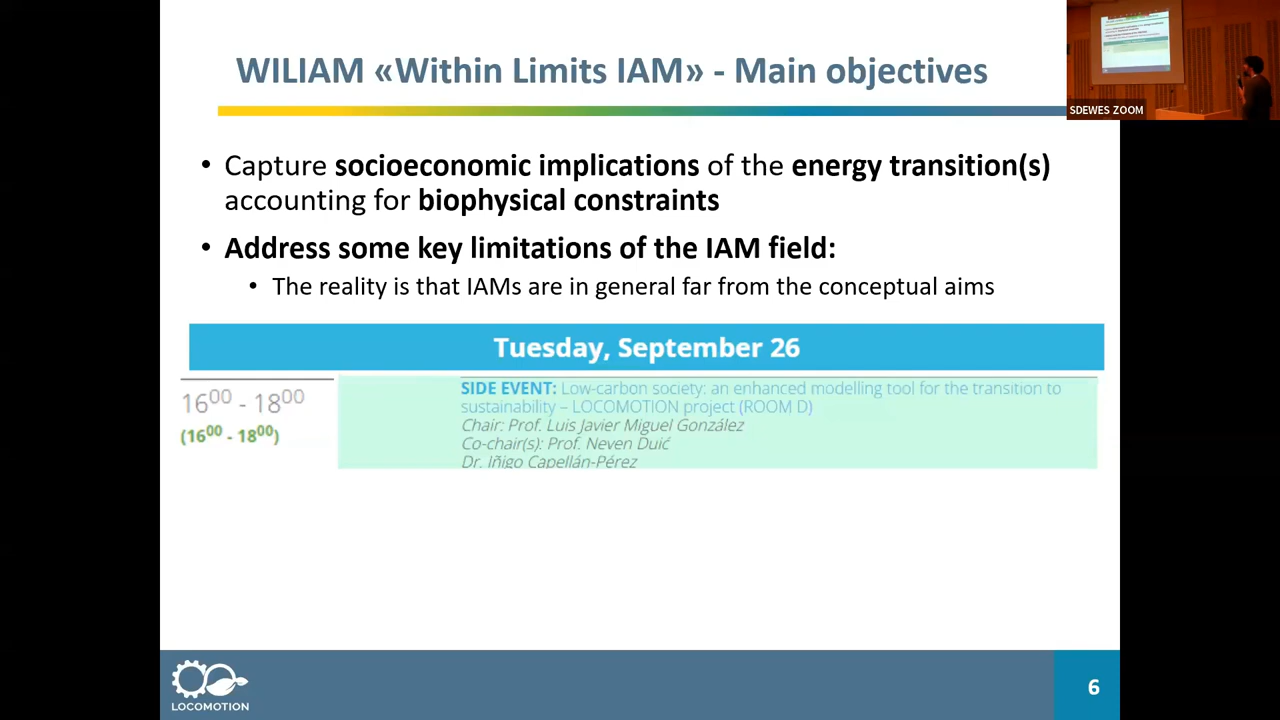 WILIAM «Within Limits IAM» - Main objectives
SDEWES ZOOM
• Capture socioeconomic implications of the energy transition(s)
accounting for biophysical constraints
• Address some key limitations of the IAM field:
• The reality is that IAMs are in general far from the conceptual aims
Tuesday, September 26
16⁰⁰ - 18⁰⁰
(16⁰⁰ - 18⁰⁰)
SIDE EVENT: Low-carbon society: an enhanced modelling tool for the transition to
sustainability – LOCOMOTION project (ROOM D)
Chair: Prof. Luis Javier Miguel González
Co-chair(s): Prof. Neven Duić
Dr. Iñigo Capellán-Pérez
LOCOMOTION
6